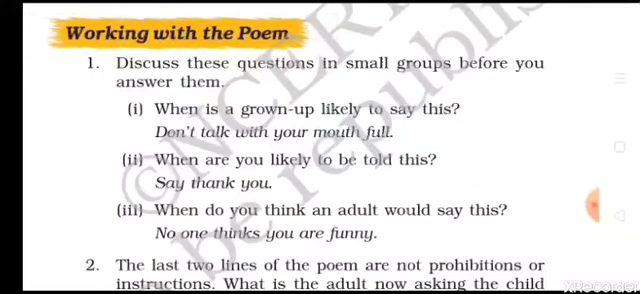 Working with the Poem
1. Discuss these questions in small groups before you
answer them.
(i) When is a grown-up likely to say this?
Don't talk with your mouth full.
(ii) When are you likely to be told this?
Say thank you.
(iii) When do you think an adult would say this?
No one thinks you are funny.
2. The last two lines of the poem are not prohibitions or
instructions. What is the adult now asking the child
©NCERT
be republis
XRecorder